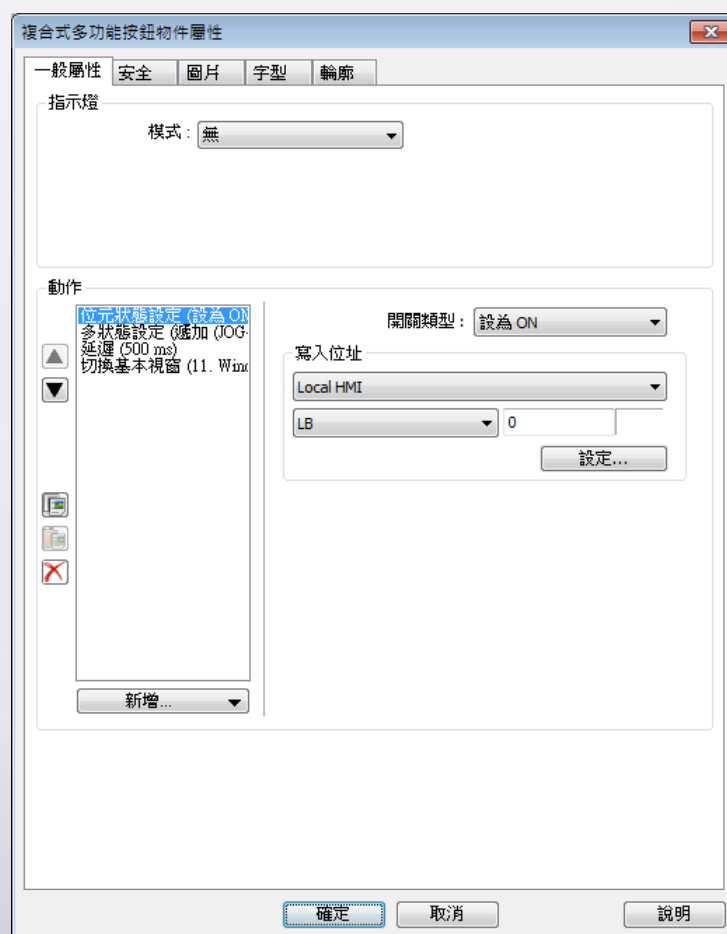 複合式多功能按鈕物件屬性
一般屬性 安全 圖片 字型 輪廓
指示燈
模式 : 無
動作
位元狀態設定 (設為 ON
多狀態設定 (遞加 (JOG-
延遲 (500 ms)
切換基本視窗 (11. Wind
新增...
開關類型 : 設為 ON
寫入位址
Local HMI
LB 0
設定...
確定 取消 說明